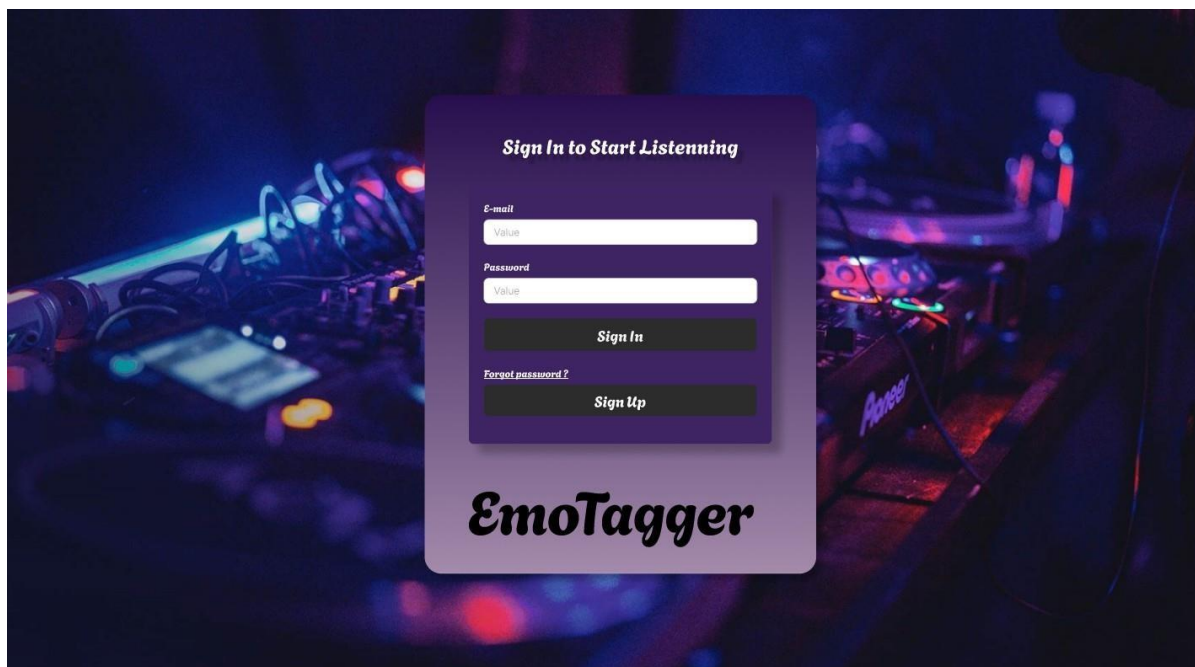 Sign In to Start Listenning
E-mail
Value
Password
Value
Sign In
Forgot password ?
Sign Up
Pioneer
EmoTagger